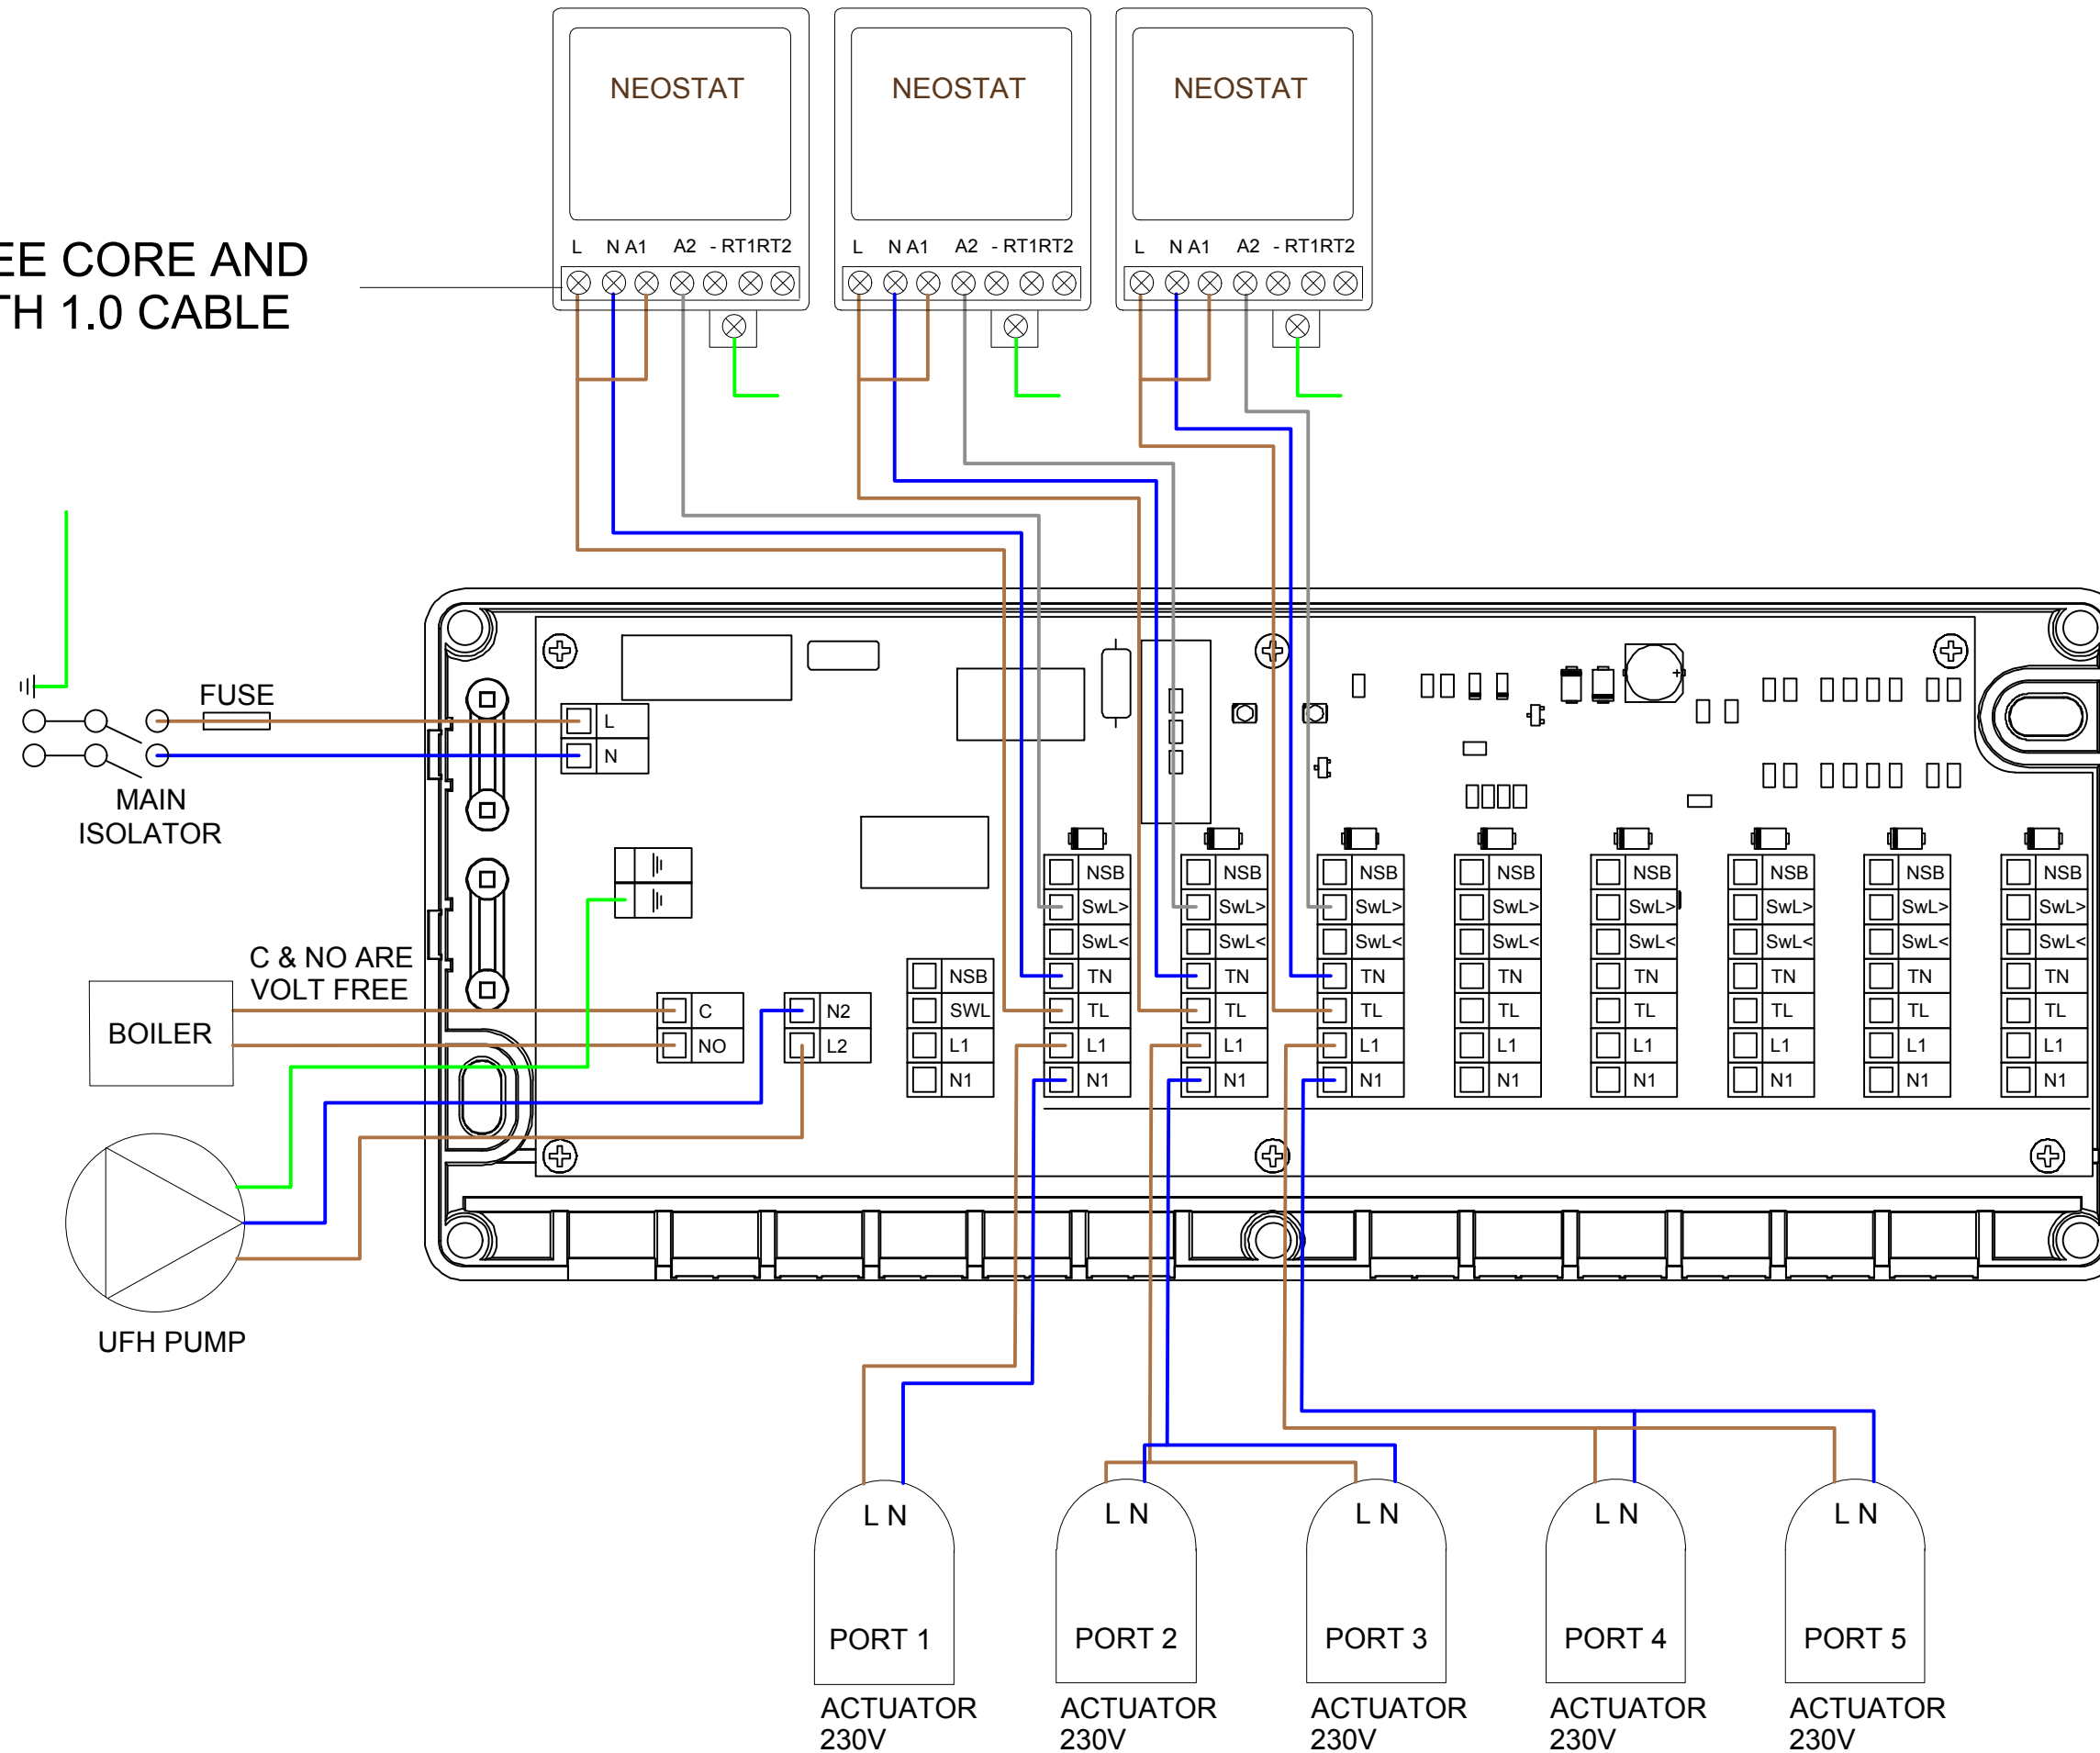 NEOSTAT NEOSTAT NEOSTAT
L N A1 A2 - RT1RT2 L N A1 A2 - RT1RT2 L N A1 A2 - RT1RT2
EE CORE AND
TH 1.0 CABLE
FUSE
L
N
MAIN
ISOLATOR
C & NO ARE
VOLT FREE
BOILER
C
NO
N2
L2
NSB
SWL
L1
N1
NSB NSB NSB NSB NSB NSB NSB NSB
SwL> SwL> SwL> SwL> SwL> SwL> SwL> SwL>
SwL< SwL< SwL< SwL< SwL< SwL< SwL< SwL<
TN TN TN TN TN TN TN TN
TL TL TL TL TL TL TL TL
L1 L1 L1 L1 L1 L1 L1 L1
N1 N1 N1 N1 N1 N1 N1 N1
UFH PUMP
L N L N L N L N L N
PORT 1 PORT 2 PORT 3 PORT 4 PORT 5
ACTUATOR ACTUATOR ACTUATOR ACTUATOR ACTUATOR
230V 230V 230V 230V 230V